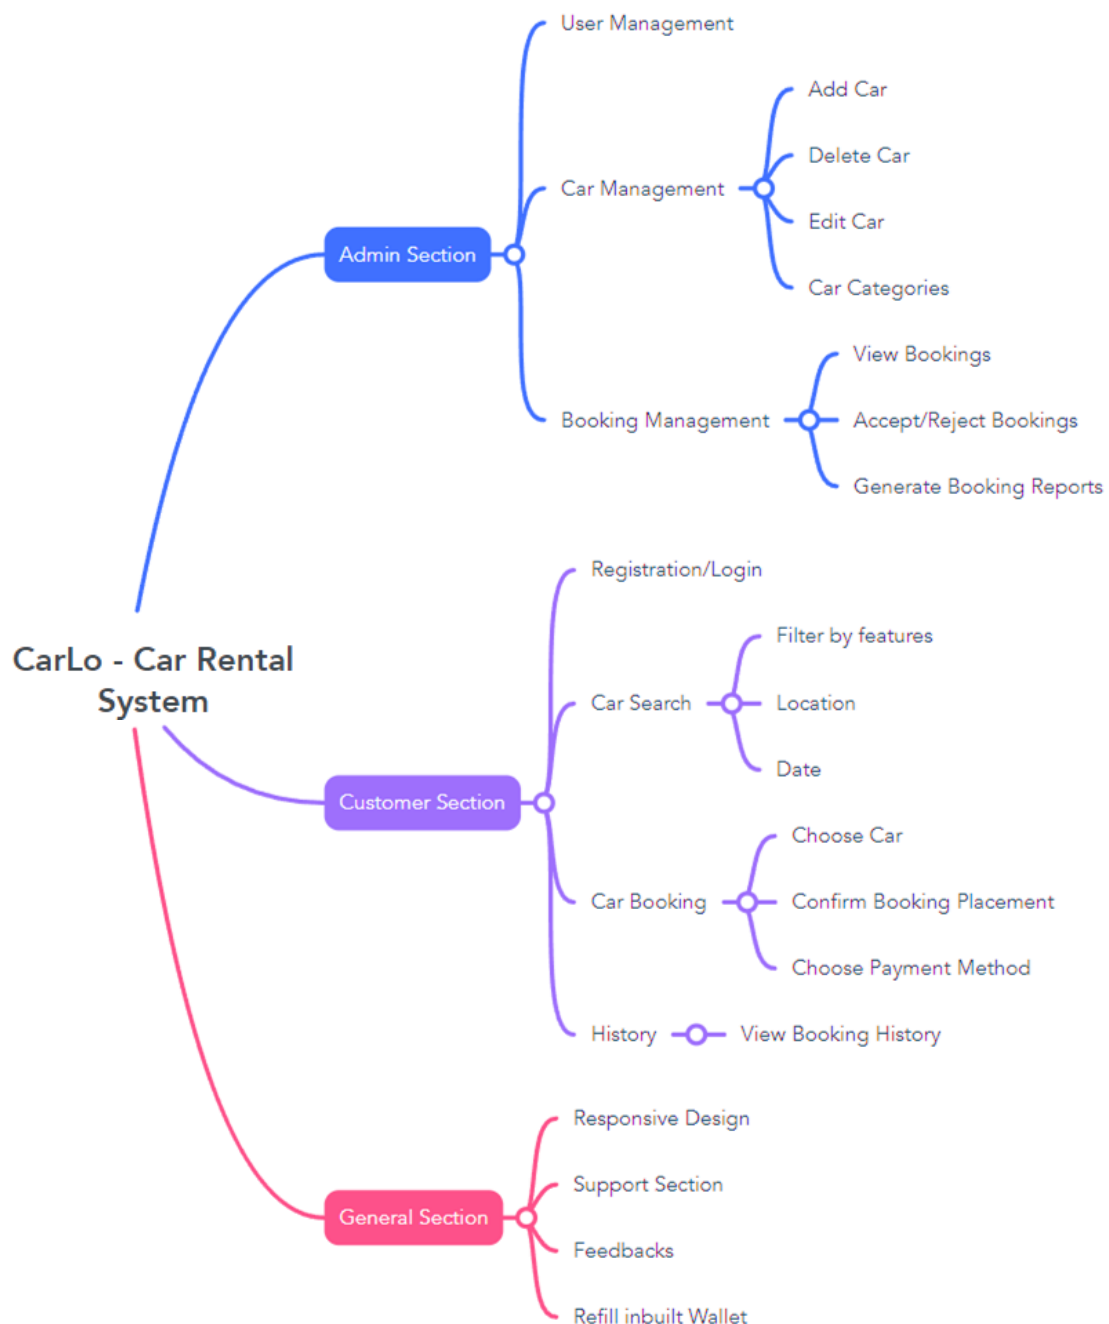 CarLo - Car Rental
System
Admin Section
User Management
Car Management
Add Car
Delete Car
Edit Car
Car Categories
Booking Management
View Bookings
Accept/Reject Bookings
Generate Booking Reports
Customer Section
Registration/Login
Car Search
Filter by features
Location
Date
Car Booking
Choose Car
Confirm Booking Placement
Choose Payment Method
History
View Booking History
General Section
Responsive Design
Support Section
Feedbacks
Refill inbuilt Wallet